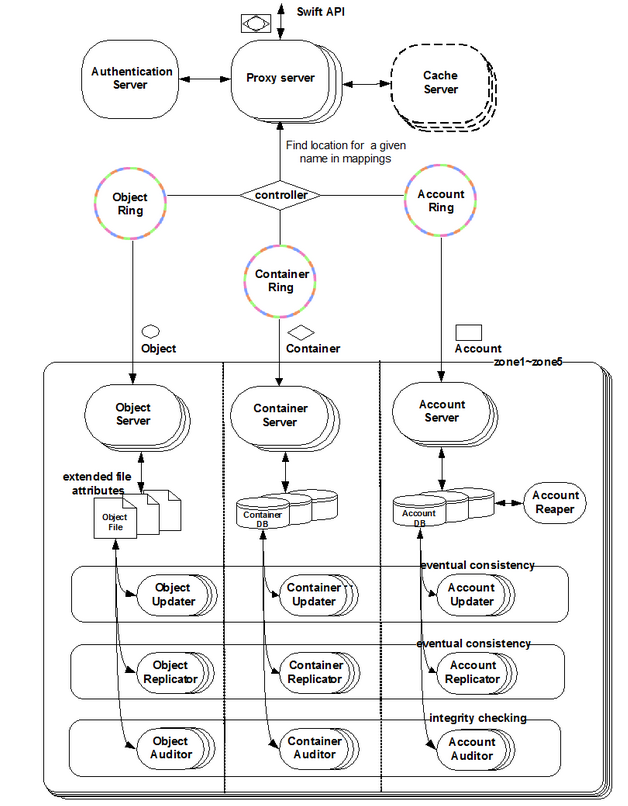 Swift API
Authentication
Server
Proxy server
Cache
Server
Find location for a given
name in mappings
Object
Ring
controller
Account
Ring
Container
Ring
Object
Container
Account
zone1~zone5
Object
Server
Container
Server
Account
Server
extended file
attributes
Object
File
Container
DB
Account
DB
Account
Reaper
eventual consistency
Object
Updater
Container
Updater
Account
Updater
eventual consistency
Object
Replicator
Container
Replicator
Account
Replicator
integrity checking
Object
Auditor
Container
Auditor
Account
Auditor